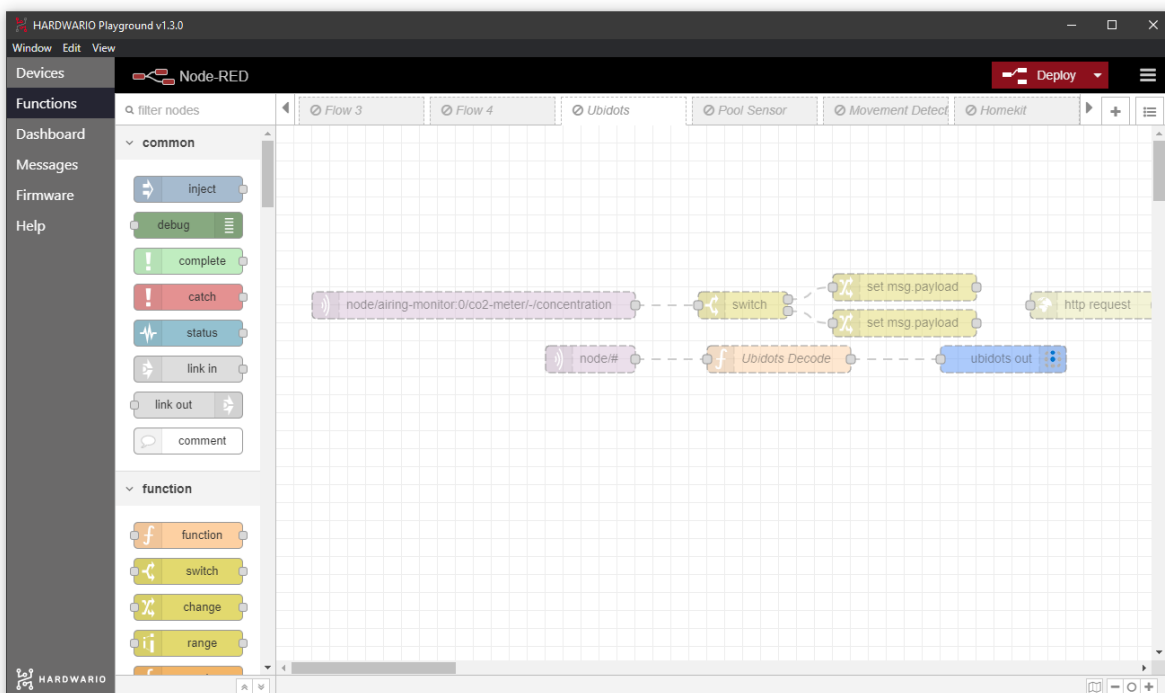 HARDWARIO Playground v1.3.0
Window Edit View
Devices
Functions
Dashboard
Messages
Firmware
Help
HARDWARIO
Node-RED
Deploy
filter nodes
common
inject
debug
complete
catch
status
link in
link out
comment
function
function
switch
change
range
Flow 3
Flow 4
Ubidots
Pool Sensor
Movement Detect
Homekit
node/airing-monitor:0/co2-meter/-/concentration
switch
set msg.payload
set msg.payload
http request
node/#
Ubidots Decode
ubidots out